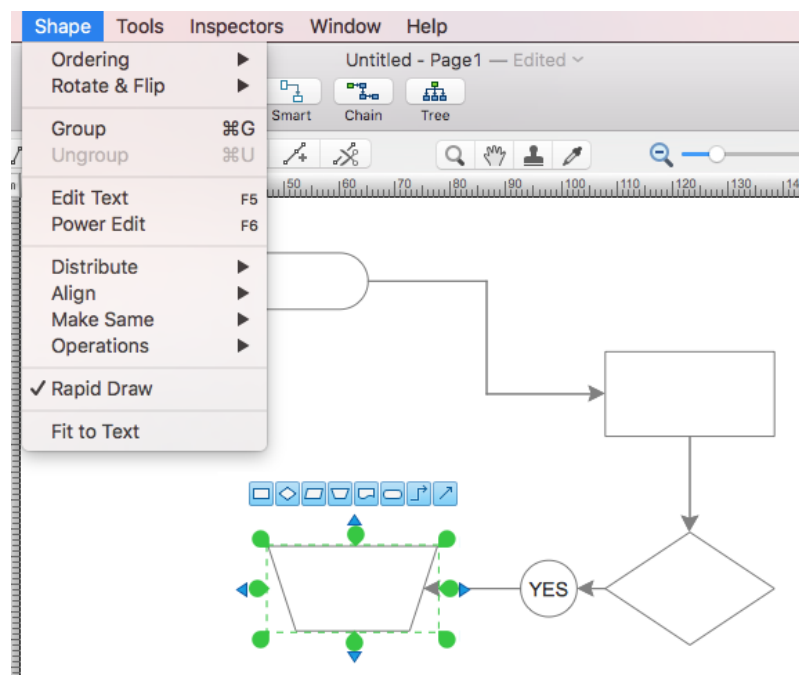 Shape Tools Inspectors Window Help
Untitled - Page1 — Edited
Smart Chain Tree
Ordering
Rotate & Flip
Group ⌘G
Ungroup ⌘U
Edit Text F5
Power Edit F6
Distribute
Align
Make Same
Operations
✓ Rapid Draw
Fit to Text
50 60 70 80 90 100 110 120 130 14
YES